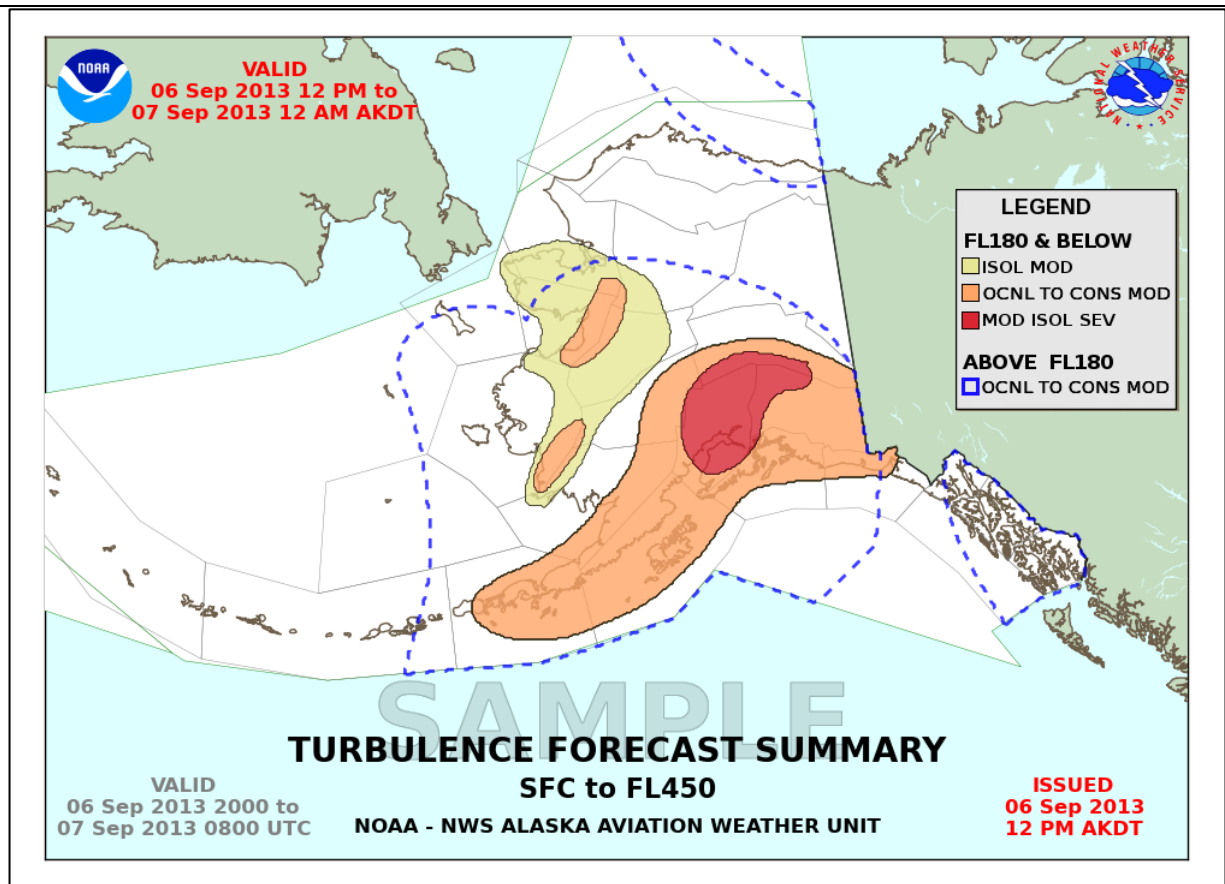 NOAA
VALID
06 Sep 2013 12 PM to
07 Sep 2013 12 AM AKDT
NATIONAL WEATHER SERVICE
LEGEND
FL180 & BELOW
ISOL MOD
OCNL TO CONS MOD
MOD ISOL SEV
ABOVE FL180
OCNL TO CONS MOD
SAMPLE
TURBULENCE FORECAST SUMMARY
SFC to FL450
NOAA - NWS ALASKA AVIATION WEATHER UNIT
VALID
06 Sep 2013 2000 to
07 Sep 2013 0800 UTC
ISSUED
06 Sep 2013
12 PM AKDT